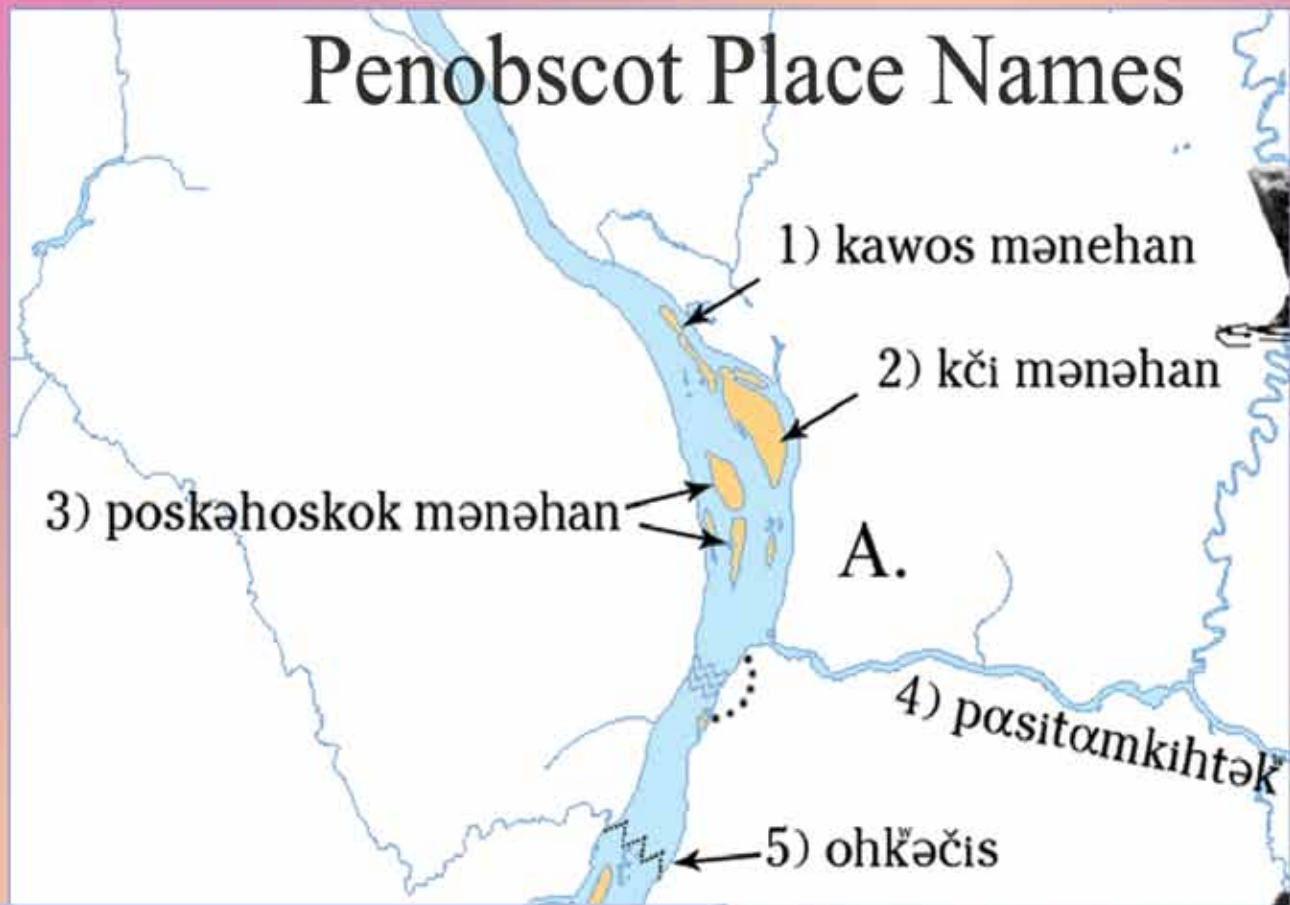 Penobscot Place Names
1) kawos mənehan
2) kči mənəhan
3) poskəhoskok mənəhan
A.
4) pαsitαmkihtəkʷ
5) ohkʷəčis